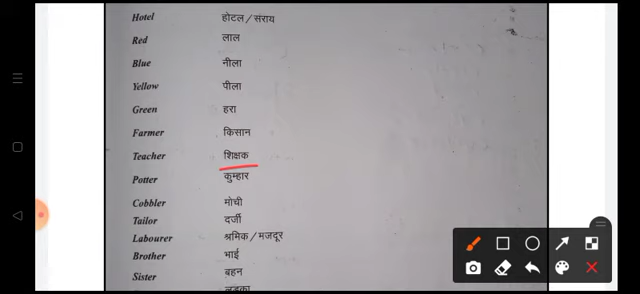 Hotel होटल/सराय
Red लाल
Blue नीला
Yellow पीला
Green हरा
Farmer किसान
Teacher शिक्षक
Potter कुम्हार
Cobbler मोची
Tailor दर्जी
Labourer श्रमिक/मजदूर
Brother भाई
Sister बहन
लड़का